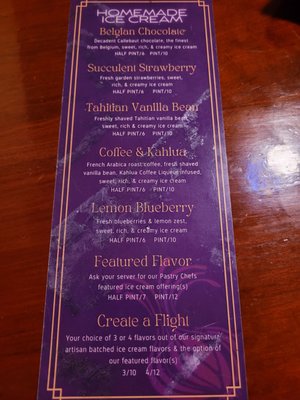 HOMEMADE
ICE CREAM
Belgian Chocolate
Decadent Callebaut chocolate, the finest
from Belgium, sweet, rich, & creamy ice cream
HALF PINT/6 PINT/10
Succulent Strawberry
Fresh garden strawberries, sweet,
rich, & creamy ice cream
HALF PINT/6 PINT/10
Tahitian Vanilla Bean
Freshly shaved Tahitian vanilla bean,
sweet, rich & creamy ice cream
HALF PINT/6 PINT/10
Coffee & Kahlua
French Arabica roast coffee, fresh shaved
vanilla bean, Kahlua Coffee Liqueur infused,
sweet, rich, & creamy ice cream
HALF PINT/6 PINT/10
Lemon Blueberry
Fresh blueberries & lemon zest,
sweet, rich, & creamy ice cream
HALF PINT/6 PINT/10
Featured Flavor
Ask your server for our Pastry Chefs
featured ice cream offering(s)
HALF PINT/7 PINT/12
Create a Flight
Your choice of 3 or 4 flavors out of our signature
artisan batched ice cream flavors & the option of
our featured flavor(s)
3/10 4/12